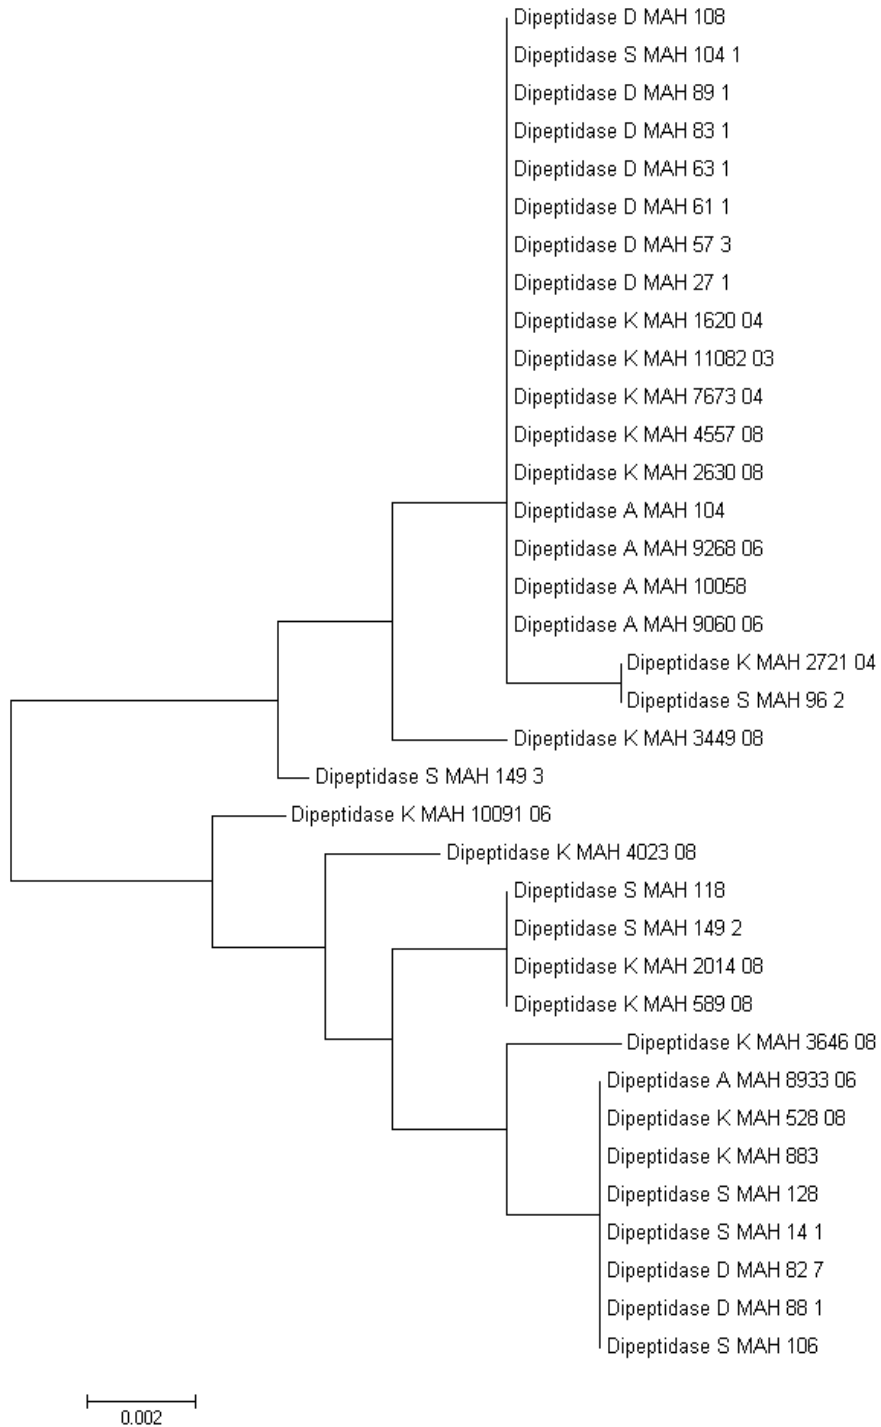 Dipeptidase D MAH 108
Dipeptidase S MAH 104 1
Dipeptidase D MAH 89 1
Dipeptidase D MAH 83 1
Dipeptidase D MAH 63 1
Dipeptidase D MAH 61 1
Dipeptidase D MAH 57 3
Dipeptidase D MAH 27 1
Dipeptidase K MAH 1620 04
Dipeptidase K MAH 11082 03
Dipeptidase K MAH 7673 04
Dipeptidase K MAH 4557 08
Dipeptidase K MAH 2630 08
Dipeptidase A MAH 104
Dipeptidase A MAH 9268 06
Dipeptidase A MAH 10058
Dipeptidase A MAH 9060 06
Dipeptidase K MAH 2721 04
Dipeptidase S MAH 96 2
Dipeptidase K MAH 3449 08
Dipeptidase S MAH 149 3
Dipeptidase K MAH 10091 06
Dipeptidase K MAH 4023 08
Dipeptidase S MAH 118
Dipeptidase S MAH 149 2
Dipeptidase K MAH 2014 08
Dipeptidase K MAH 589 08
Dipeptidase K MAH 3646 08
Dipeptidase A MAH 8933 06
Dipeptidase K MAH 528 08
Dipeptidase K MAH 883
Dipeptidase S MAH 128
Dipeptidase S MAH 14 1
Dipeptidase D MAH 82 7
Dipeptidase D MAH 88 1
Dipeptidase S MAH 106
0.002